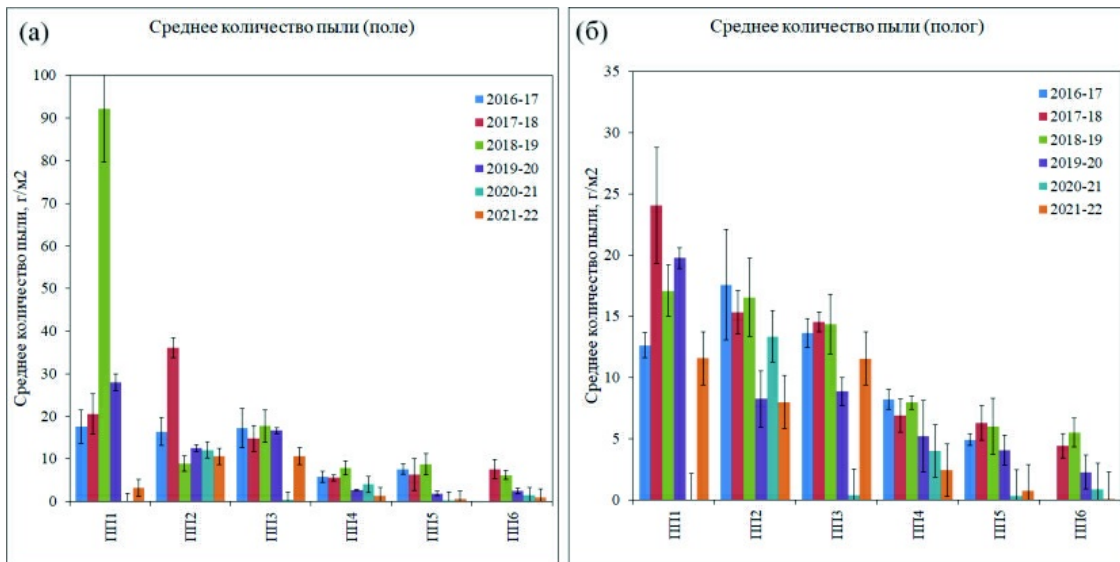 (а)
Среднее количество пыли (поле)
Среднее количество пыли, г/м2
100
90
80
70
60
50
40
30
20
10
0
2016-17
2017-18
2018-19
2019-20
2020-21
2021-22
ПП1
ПП2
ПП3
ПП4
ПП5
ПП6
(б)
Среднее количество пыли (полог)
Среднее количество пыли, г/м2
35
30
25
20
15
10
5
0
2016-17
2017-18
2018-19
2019-20
2020-21
2021-22
ПП1
ПП2
ПП3
ПП4
ПП5
ПП6